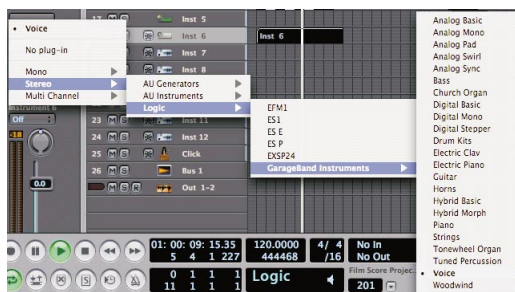 • Voice
No plug-in
Mono
Stereo
Multi Channel
Instrument 6
Off
-18
0.0
AU Generators
AU Instruments
Logic
17 M S Inst 5
Inst 6
Inst 7
Inst 8
23 M S Inst 11
24 M S Inst 12
25 M S Click
26 M S Bus 1
M S R Out 1-2
Inst 6
EFM1
ES1
ES E
ES P
EXSP24
GarageBand Instruments
Analog Basic
Analog Mono
Analog Pad
Analog Swirl
Analog Sync
Bass
Church Organ
Digital Basic
Digital Mono
Digital Stepper
Drum Kits
Electric Clav
Electric Piano
Guitar
Horns
Hybrid Basic
Hybrid Morph
Piano
Strings
Tonewheel Organ
Tuned Percussion
• Voice
Woodwind
01: 00: 09: 15.35
5 4 1 227
120.0000
444468
4/ 4
/16
No In
No Out
0 1 1 1
11 1 1 1
Logic
Film Score Projec..
201